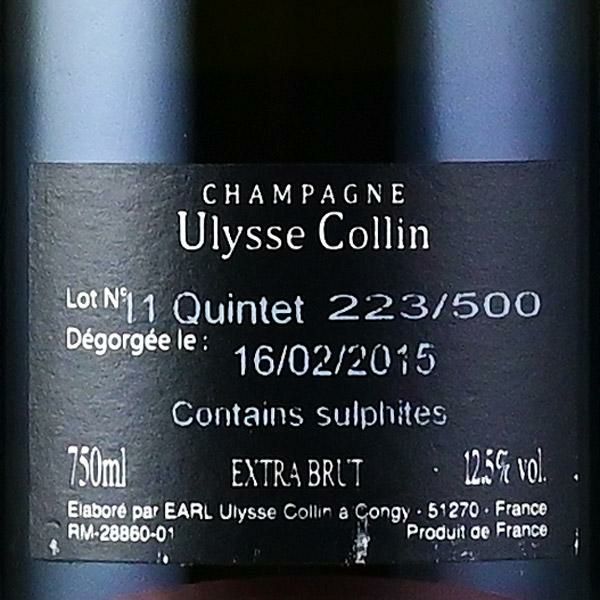 CHAMPAGNE
Ulysse Collin
Lot N° 11 Quintet 223/500
Dégorgée le : 16/02/2015
Contains sulphites
750ml EXTRA BRUT 12.5% vol.
Elaboré par EARL Ulysse Collin à Congy - 51270 - France
RM-28860-01 Produit de France